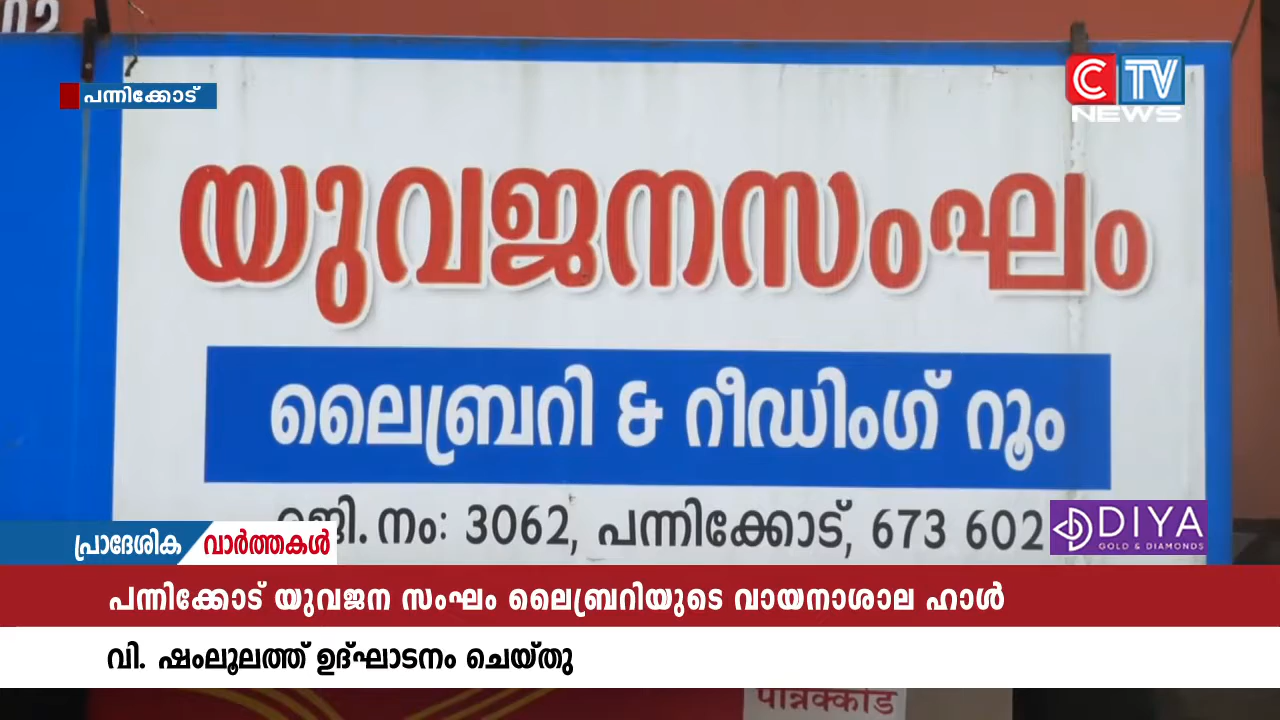 പന്നിക്കോട്
CTV
NEWS
യുവജനസംഘം
ലൈബ്രറി & റീഡിംഗ് റൂം
നം: 3062, പന്നിക്കോട്, 673 602
DIYA
GOLD & DIAMONDS
പ്രാദേശിക വാർത്തകൾ
പന്നിക്കോട് യുവജന സംഘം ലൈബ്രറിയുടെ വായനാശാല ഹാൾ
വി. ഷംലൂലത്ത് ഉദ്ഘാടനം ചെയ്തു